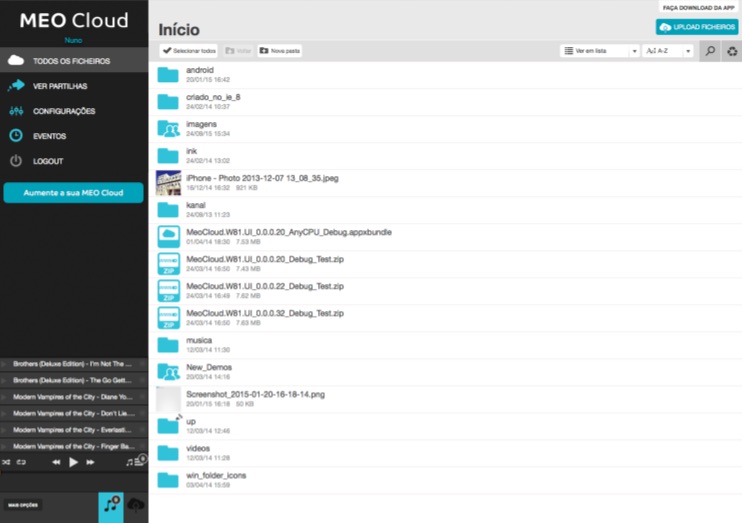 MEO Cloud
Nuno
TODOS OS FICHEIROS
VER PARTILHAS
CONFIGURAÇÕES
EVENTOS
LOGOUT
Aumente a sua MEO Cloud
Brothers (Deluxe Edition) - I'm Not The ...
Brothers (Deluxe Edition) - The Go Gett...
Modern Vampires of the City - Diane Yo...
Modern Vampires of the City - Don't Lie...
Modern Vampires of the City - Everlasti...
Modern Vampires of the City - Finger Ba...
MAIS OPÇÕES
FAÇA DOWNLOAD DA APP
Início
UPLOAD FICHEIROS
Selecionar todos
Voltar
Nova pasta
Ver em lista
A-Z
android
20/01/15 16:42
criado_no_ie_8
24/02/14 10:37
imagens
24/09/15 15:34
ink
24/02/14 13:02
iPhone - Photo 2013-12-07 13_08_35.jpeg
16/12/14 16:32 921 KB
kanal
24/09/13 11:23
MeoCloud.W81.UI_0.0.0.20_AnyCPU_Debug.appxbundle
01/04/14 16:30 7.53 MB
MeoCloud.W81.UI_0.0.0.20_Debug_Test.zip
24/03/14 16:50 7.43 MB
ZIP
MeoCloud.W81.UI_0.0.0.22_Debug_Test.zip
24/03/14 16:49 7.62 MB
ZIP
MeoCloud.W81.UI_0.0.0.32_Debug_Test.zip
24/03/14 16:50 7.63 MB
ZIP
musica
12/03/14 11:30
New_Demos
20/03/14 14:16
Screenshot_2015-01-20-16-18-14.png
20/01/15 16:18 50 KB
up
12/03/14 12:46
videos
12/03/14 11:28
win_folder_icons
03/04/14 15:59